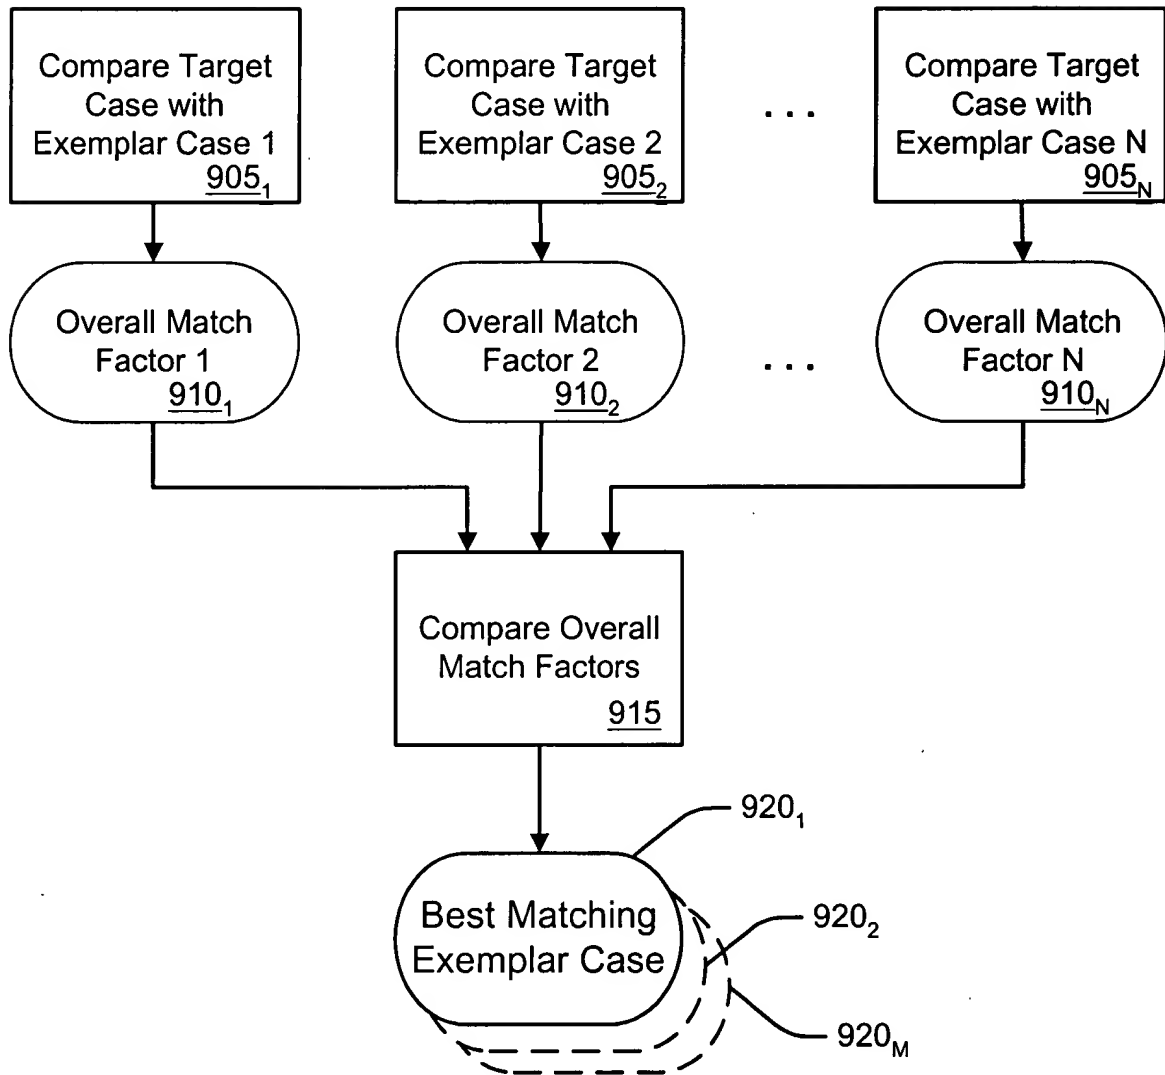 Compare Target
Case with
Exemplar Case 1
905₁
Compare Target
Case with
Exemplar Case 2
905₂
. . .
Compare Target
Case with
Exemplar Case N
905N
Overall Match
Factor 1
910₁
Overall Match
Factor 2
910₂
. . .
Overall Match
Factor N
910N
Compare Overall
Match Factors
915
920₁
Best Matching
Exemplar Case
920₂
920M